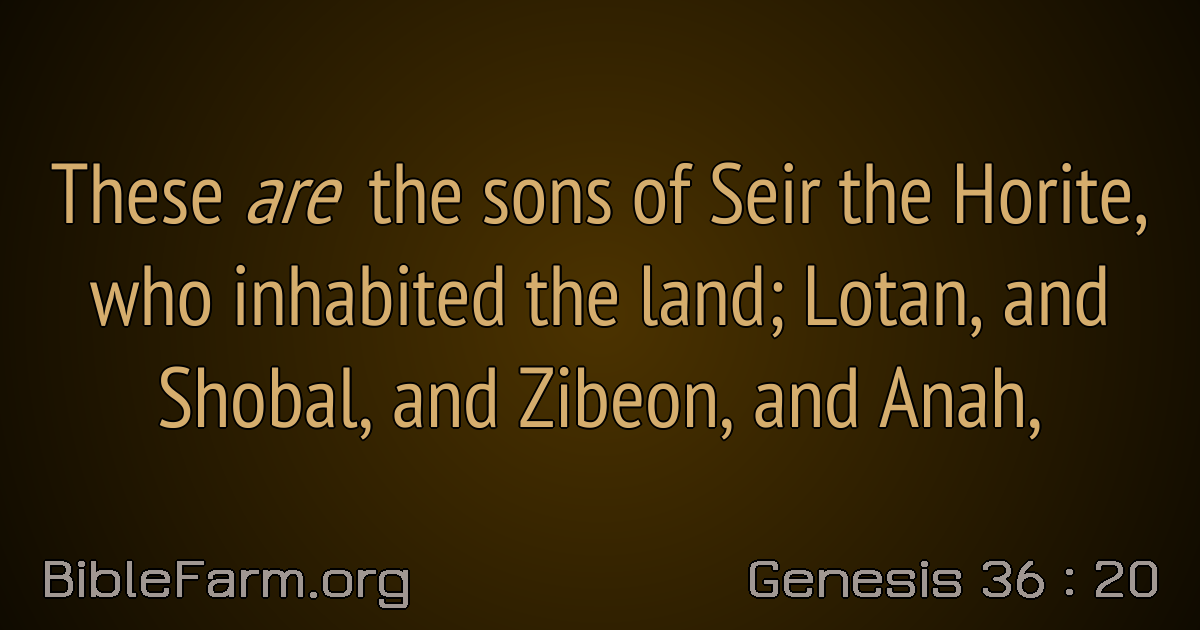 These are the sons of Seir the Horite,
who inhabited the land; Lotan, and
Shobal, and Zibeon, and Anah,
BibleFarm.org
Genesis 36 : 20